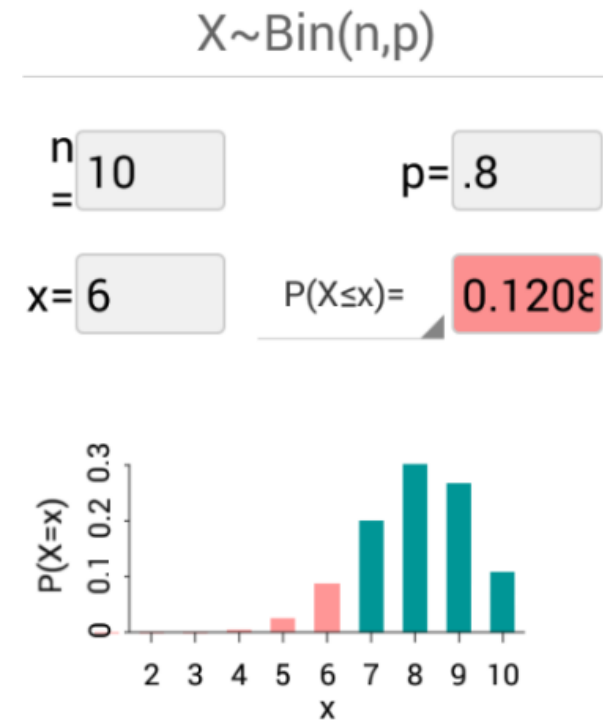 X~Bin(n,p)
n= 10 p= .8
x= 6 P(X≤x)= 0.1208
P(X=x)
0 0.1 0.2 0.3
2 3 4 5 6 7 8 9 10
x